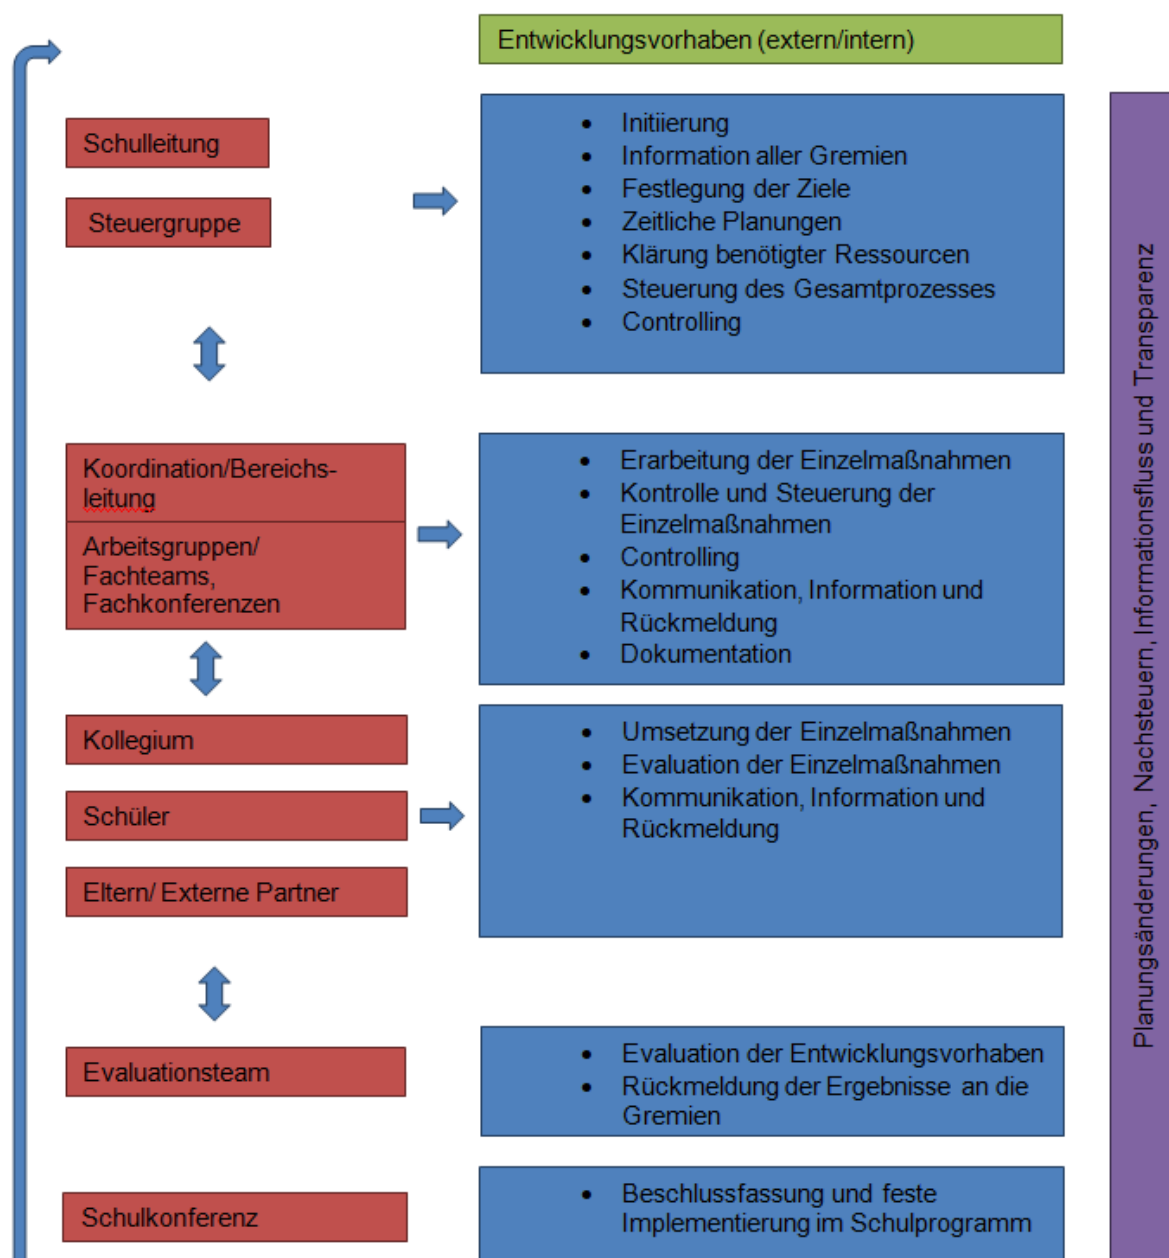 Entwicklungsvorhaben (extern/intern)
Schulleitung
Steuergruppe
• Initiierung
• Information aller Gremien
• Festlegung der Ziele
• Zeitliche Planungen
• Klärung benötigter Ressourcen
• Steuerung des Gesamtprozesses
• Controlling
Koordination/Bereichs-
leitung
Arbeitsgruppen/
Fachteams,
Fachkonferenzen
• Erarbeitung der Einzelmaßnahmen
• Kontrolle und Steuerung der
Einzelmaßnahmen
• Controlling
• Kommunikation, Information und
Rückmeldung
• Dokumentation
Kollegium
Schüler
Eltern/ Externe Partner
• Umsetzung der Einzelmaßnahmen
• Evaluation der Einzelmaßnahmen
• Kommunikation, Information und
Rückmeldung
Evaluationsteam
• Evaluation der Entwicklungsvorhaben
• Rückmeldung der Ergebnisse an die
Gremien
Schulkonferenz
• Beschlussfassung und feste
Implementierung im Schulprogramm
Planungsänderungen, Nachsteuern, Informationsfluss und Transparenz